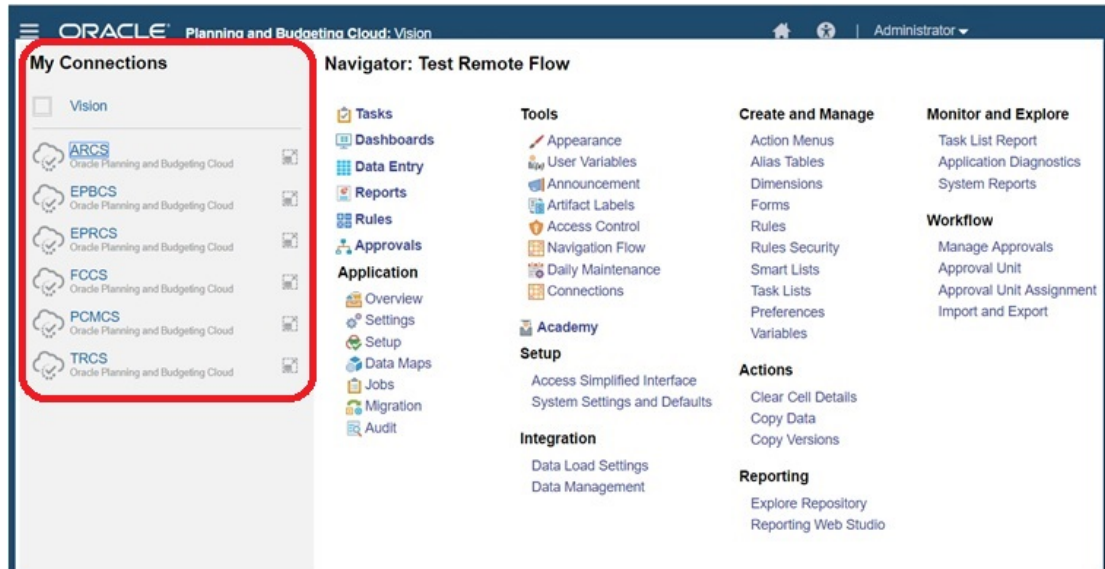 ORACLE Planning and Budgeting Cloud: Vision
Administrator
My Connections
Vision
ARCS
Oracle Planning and Budgeting Cloud
EPBCS
Oracle Planning and Budgeting Cloud
EPRCS
Oracle Planning and Budgeting Cloud
FCCS
Oracle Planning and Budgeting Cloud
PCMCS
Oracle Planning and Budgeting Cloud
TRCS
Oracle Planning and Budgeting Cloud
Navigator: Test Remote Flow
Tasks
Dashboards
Data Entry
Reports
Rules
Approvals
Application
Overview
Settings
Setup
Data Maps
Jobs
Migration
Audit
Tools
Appearance
User Variables
Announcement
Artifact Labels
Access Control
Navigation Flow
Daily Maintenance
Connections
Academy
Setup
Access Simplified Interface
System Settings and Defaults
Integration
Data Load Settings
Data Management
Create and Manage
Action Menus
Alias Tables
Dimensions
Forms
Rules
Rules Security
Smart Lists
Task Lists
Preferences
Variables
Actions
Clear Cell Details
Copy Data
Copy Versions
Reporting
Explore Repository
Reporting Web Studio
Monitor and Explore
Task List Report
Application Diagnostics
System Reports
Workflow
Manage Approvals
Approval Unit
Approval Unit Assignment
Import and Export